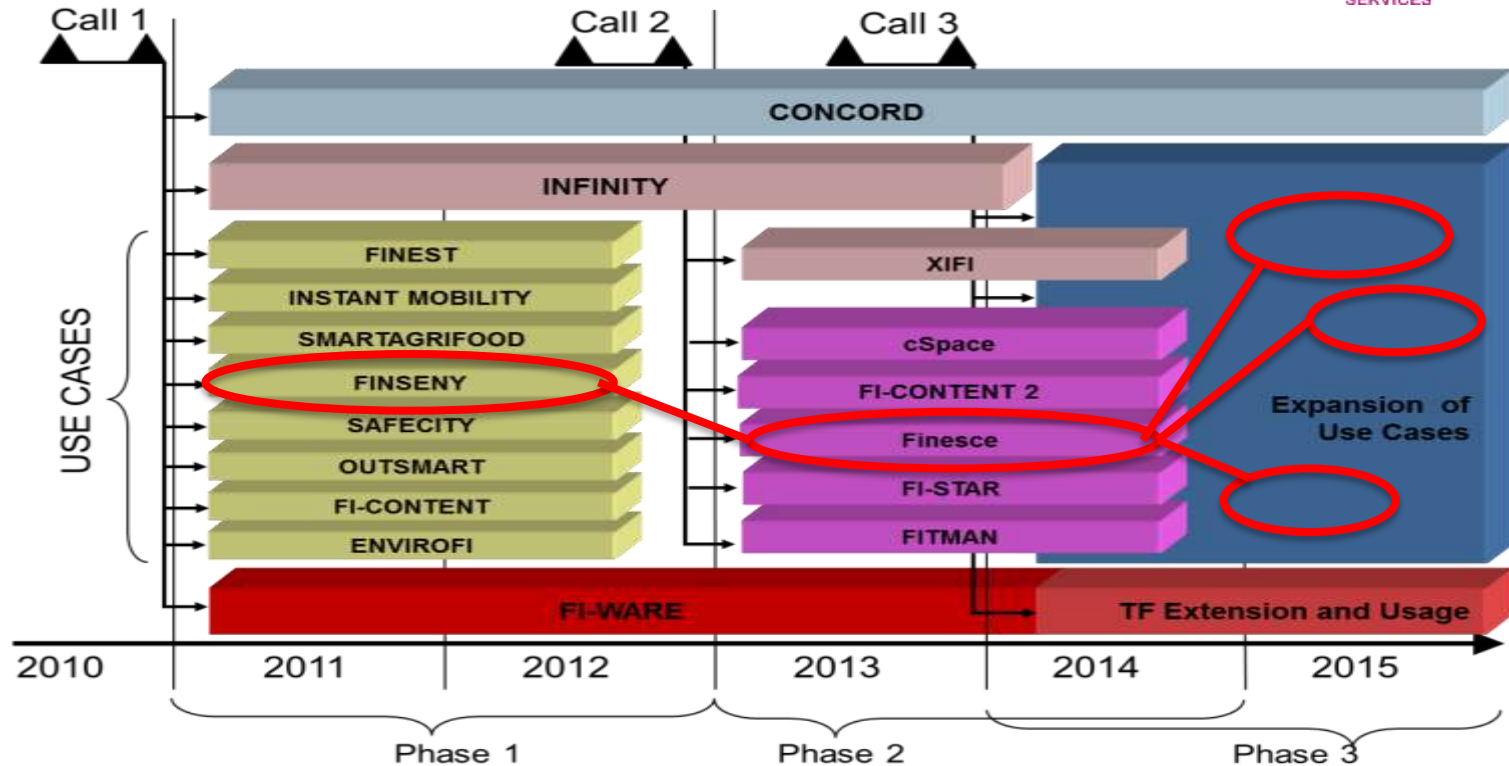 SERVICES
Call 1
Call 2
Call 3
CONCORD
INFINITY
USE CASES
FINEST
INSTANT MOBILITY
SMARTAGRIFOOD
FINSENY
SAFECITY
OUTSMART
FI-CONTENT
ENVIROFI
XIFI
cSpace
FI-CONTENT 2
Finesce
FI-STAR
FITMAN
Expansion of
Use Cases
FI-WARE
TF Extension and Usage
2010
2011
2012
2013
2014
2015
Phase 1
Phase 2
Phase 3